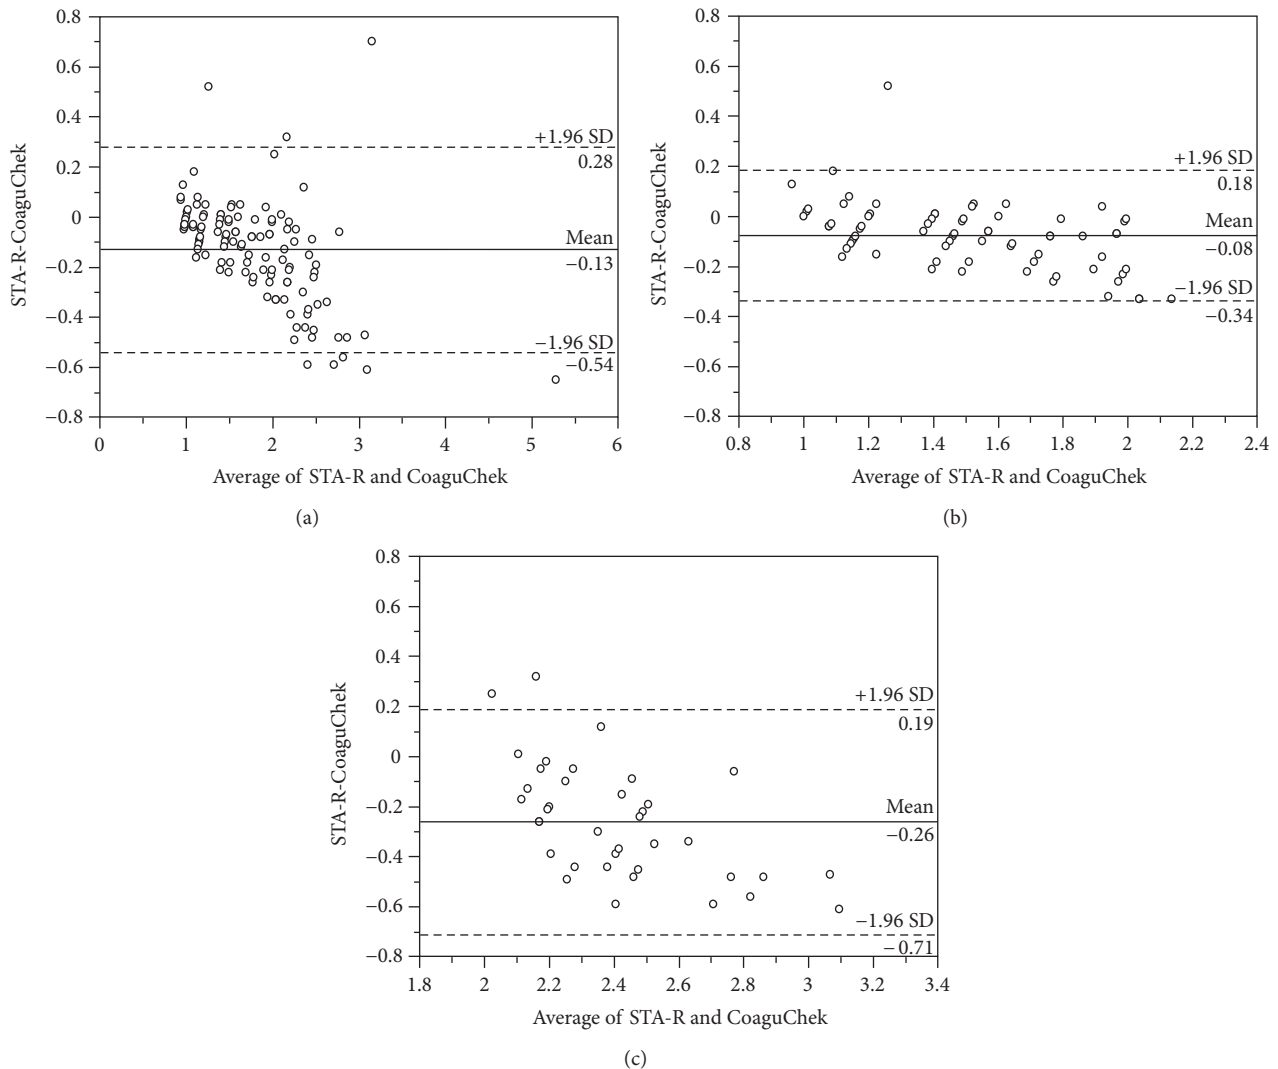 0.8
0.6
0.4
0.2
0
−0.2
−0.4
−0.6
−0.8
STA-R-CoaguChek
+1.96 SD
0.28
Mean
−0.13
−1.96 SD
−0.54
0 1 2 3 4 5 6
Average of STA-R and CoaguChek
(a)
0.8
0.6
0.4
0.2
0
−0.2
−0.4
−0.6
−0.8
STA-R-CoaguChek
+1.96 SD
0.18
Mean
−0.08
−1.96 SD
−0.34
0.8 1 1.2 1.4 1.6 1.8 2 2.2 2.4
Average of STA-R and CoaguChek
(b)
0.8
0.6
0.4
0.2
0
−0.2
−0.4
−0.6
−0.8
STA-R-CoaguChek
+1.96 SD
0.19
Mean
−0.26
−1.96 SD
−0.71
1.8 2 2.2 2.4 2.6 2.8 3 3.2 3.4
Average of STA-R and CoaguChek
(c)